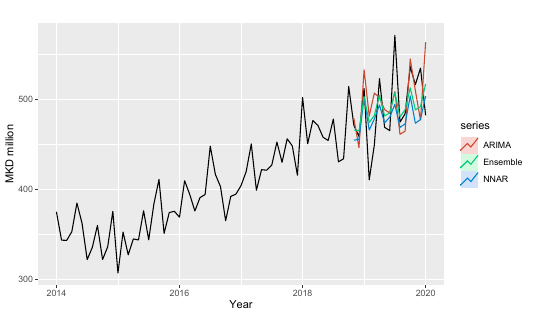 MKD million
500
400
300
2014
2016
2018
2020
Year
series
ARIMA
Ensemble
NNAR